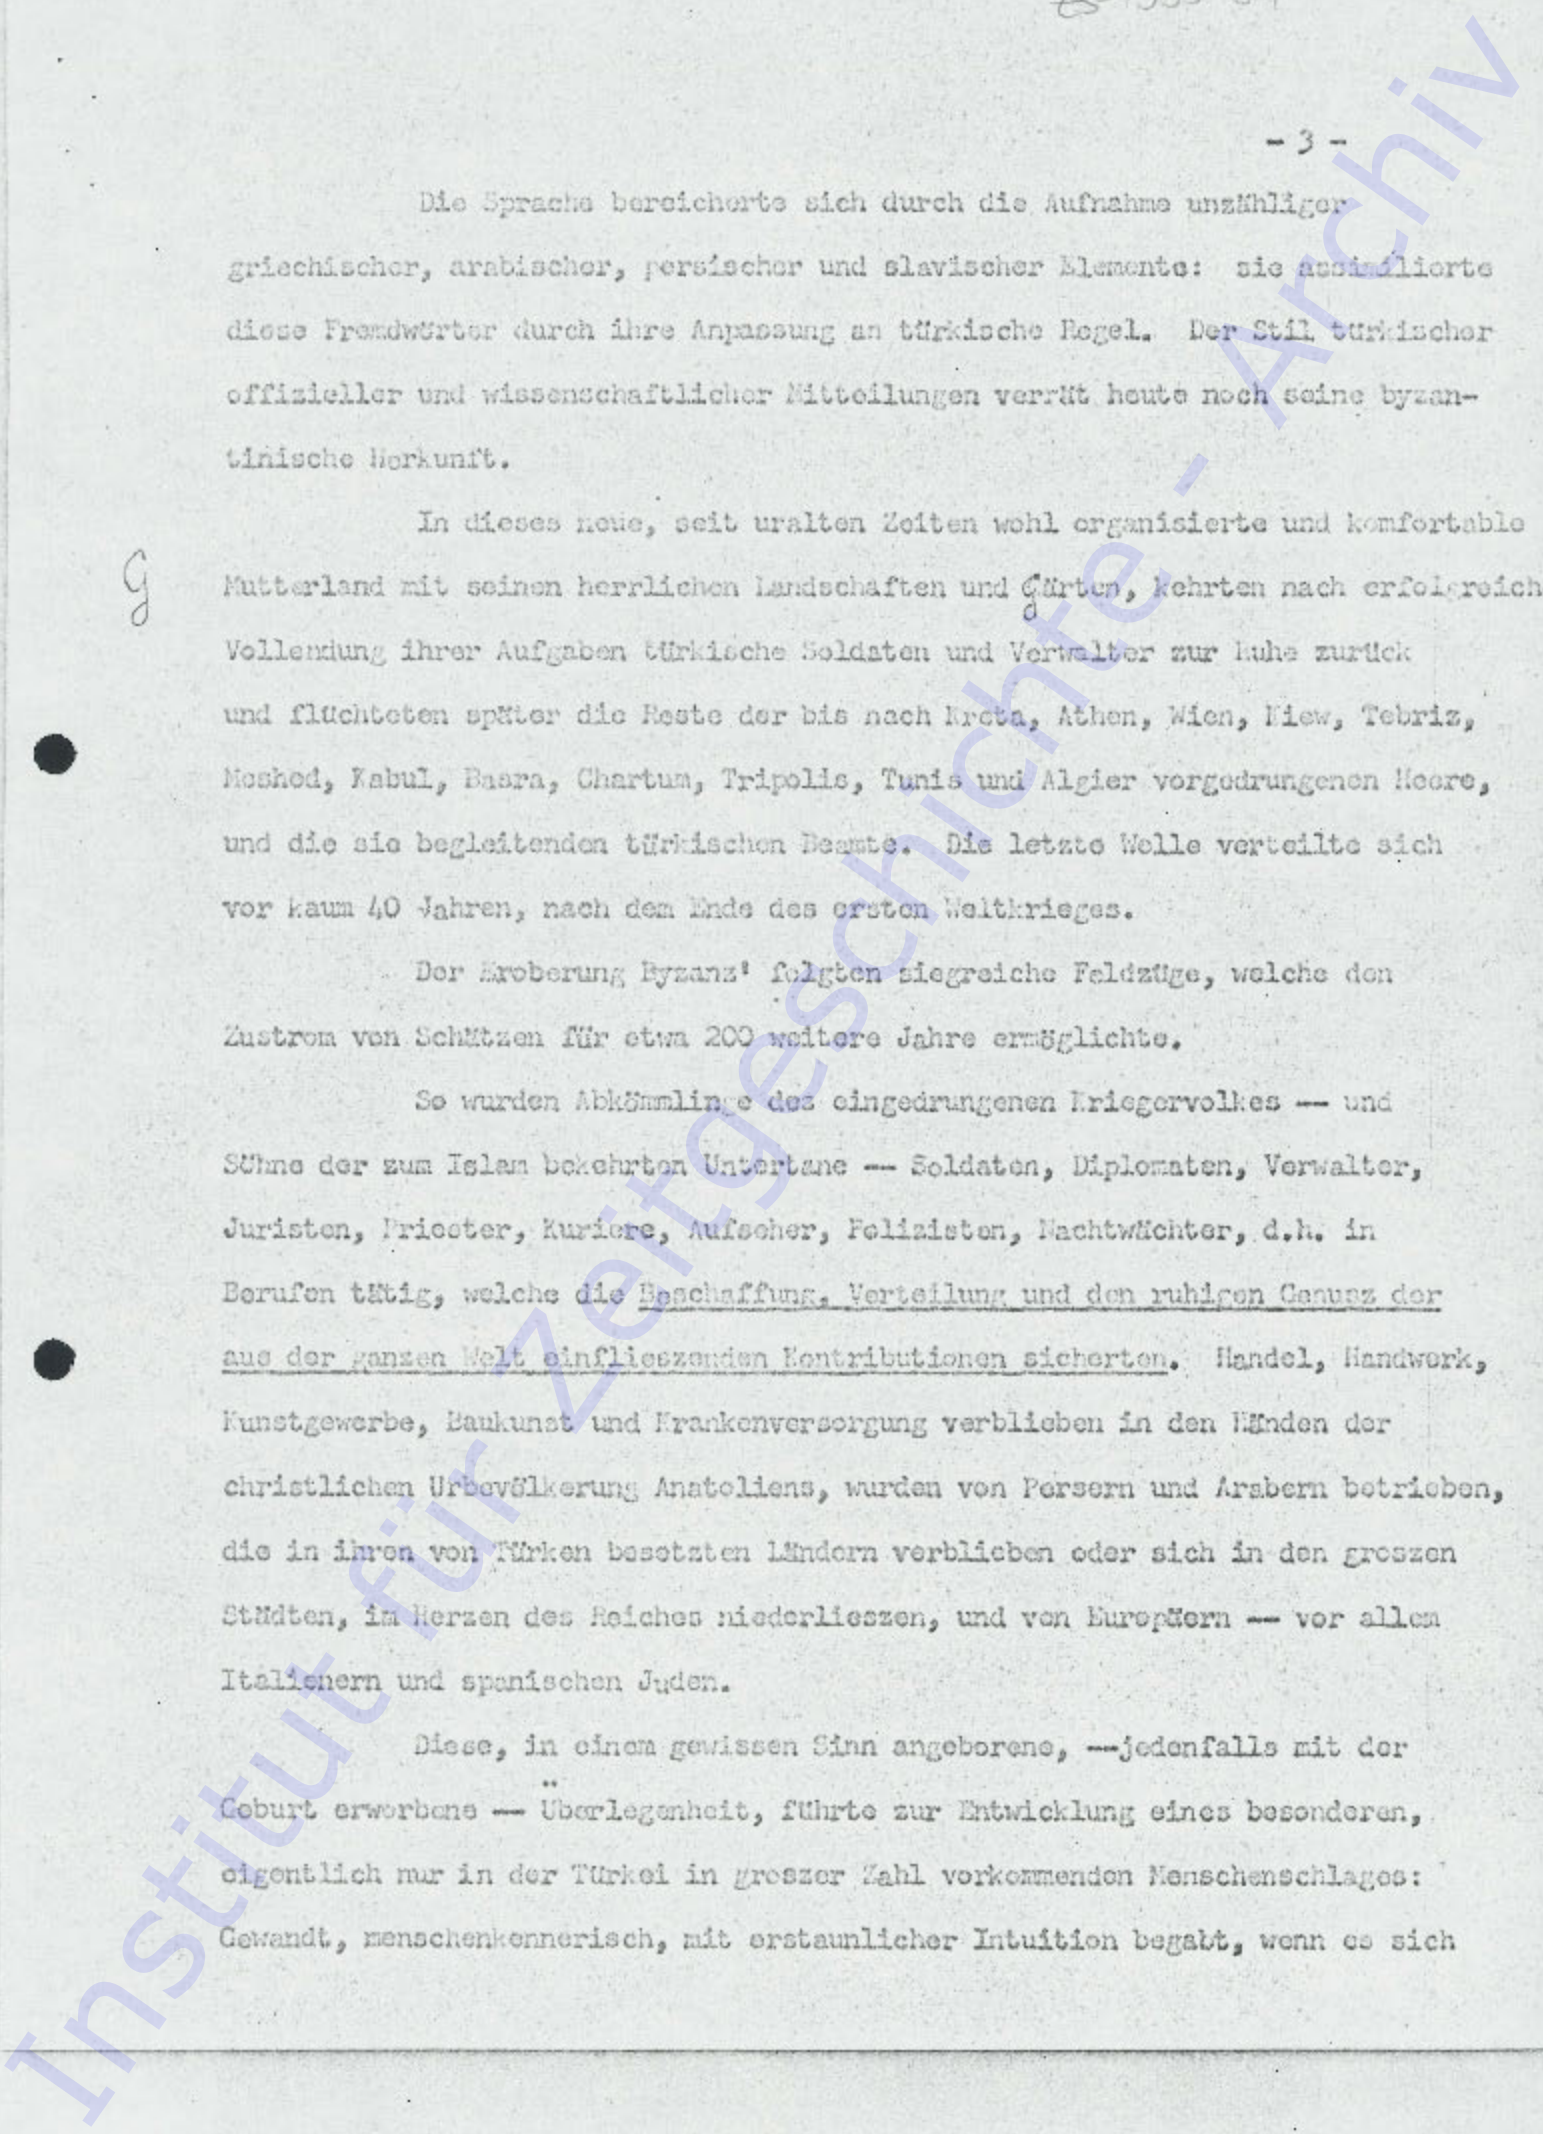 - 3 -
Die Sprache bereicherte sich durch die Aufnahme unzähliger
griechischer, arabischer, persischer und slavischer Elemente: sie assimilierte
diese Fremdwörter durch ihre Anpassung an türkische Regel. Der Stil türkischer
offizieller und wissenschaftlicher Mitteilungen verrät heute noch seine byzan-
tinische Herkunft.
In dieses neue, seit uralten Zeiten wohl organisierte und komfortable
G
Mutterland mit seinen herrlichen Landschaften und Gärten, kehrten nach erfolgreich
Vollendung ihrer Aufgaben türkische Soldaten und Verwalter zur Ruhe zurück
und flüchteten später die Reste der bis nach Kreta, Athen, Wien, Kiew, Tebriz,
Meshed, Kabul, Basra, Chartum, Tripolis, Tunis und Algier vorgedrungenen Heere,
und die sie begleitenden türkischen Beamte. Die letzte Welle verteilte sich
vor kaum 40 Jahren, nach dem Ende des ersten Weltkrieges.
Der Eroberung Byzanz' folgten siegreiche Feldzüge, welche den
Zustrom von Schätzen für etwa 200 weitere Jahre ermöglichte.
So wurden Abkömmlinge des eingedrungenen Kriegervolkes -- und
Söhne der zum Islam bekehrten Untertane -- Soldaten, Diplomaten, Verwalter,
Juristen, Priester, Kuriere, Aufseher, Polizisten, Nachtwächter, d.h. in
Berufen tätig, welche die Beschaffung, Verteilung und den ruhigen Genusz der
aus der ganzen Welt einflieszenden Kontributionen sicherten. Handel, Handwerk,
Kunstgewerbe, Baukunst und Krankenversorgung verblieben in den Händen der
christlichen Urbevölkerung Anatoliens, wurden von Persern und Arabern betrieben,
die in ihren von Türken besetzten Ländern verblieben oder sich in den groszen
Städten, im Herzen des Reiches niederlieszen, und von Europäern -- vor allem
Italienern und spanischen Juden.
Diese, in einem gewissen Sinn angeborene, --jedenfalls mit der
Geburt erworbene -- Überlegenheit, führte zur Entwicklung eines besonderen,
eigentlich nur in der Türkei in groszer Zahl vorkommenden Menschenschlages:
Gewandt, menschenkennerisch, mit erstaunlicher Intuition begabt, wenn es sich
Institut für Zeitgeschichte - Archiv